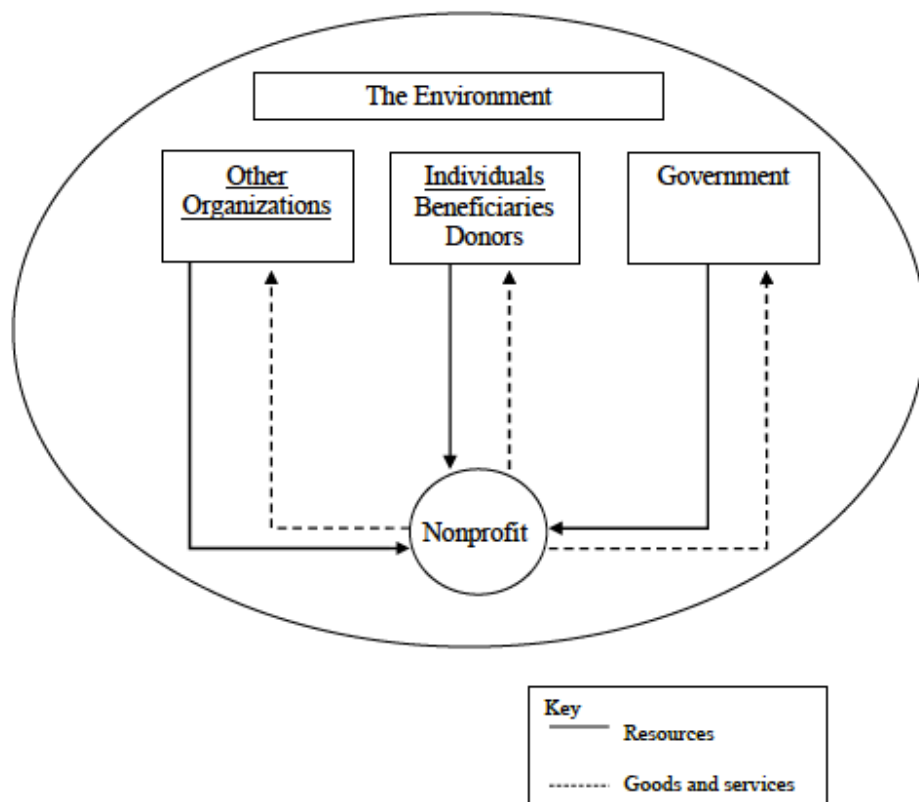 The Environment
Other
Organizations
Individuals
Beneficiaries
Donors
Government
Nonprofit
Key
Resources
Goods and services